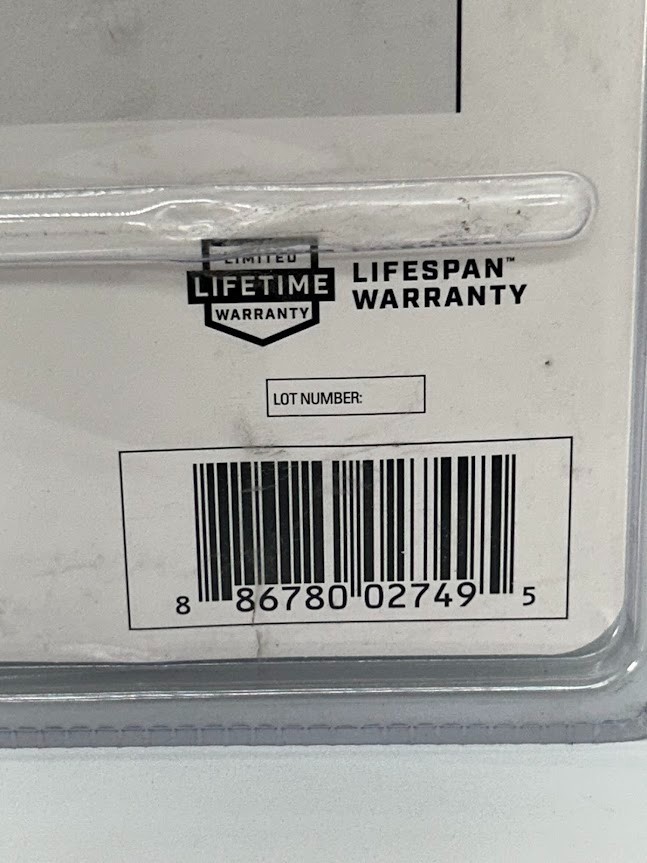 LIMITED
LIFETIME
WARRANTY
LIFESPAN™
WARRANTY
LOT NUMBER:
8 86780 02749 5